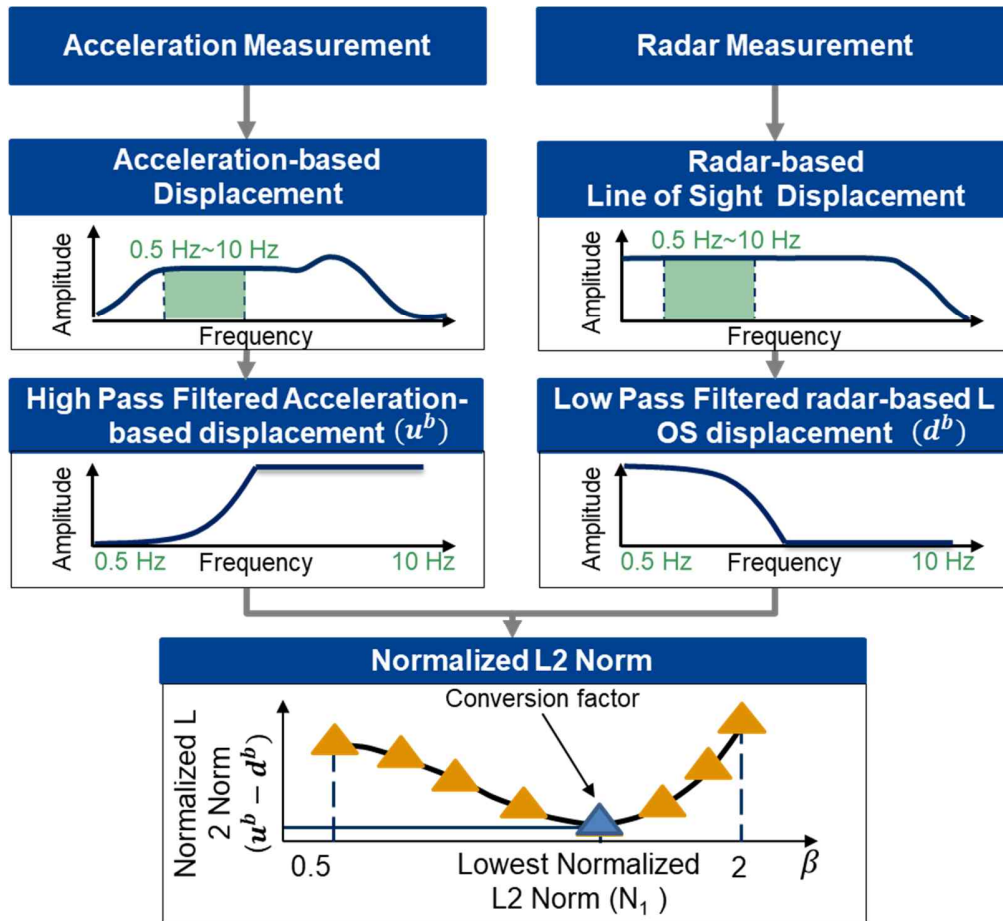 Acceleration Measurement
Radar Measurement
Acceleration-based
Displacement
0.5 Hz~10 Hz
Amplitude
Frequency
Radar-based
Line of Sight Displacement
0.5 Hz~10 Hz
Amplitude
Frequency
High Pass Filtered Acceleration-
based displacement (u^b)
Amplitude
0.5 Hz
Frequency
10 Hz
Low Pass Filtered radar-based L
OS displacement (d^b)
Amplitude
0.5 Hz
Frequency
10 Hz
Normalized L2 Norm
Conversion factor
Normalized L
2 Norm
(u^b − d^b)
0.5
Lowest Normalized
L2 Norm (N₁ )
2
β